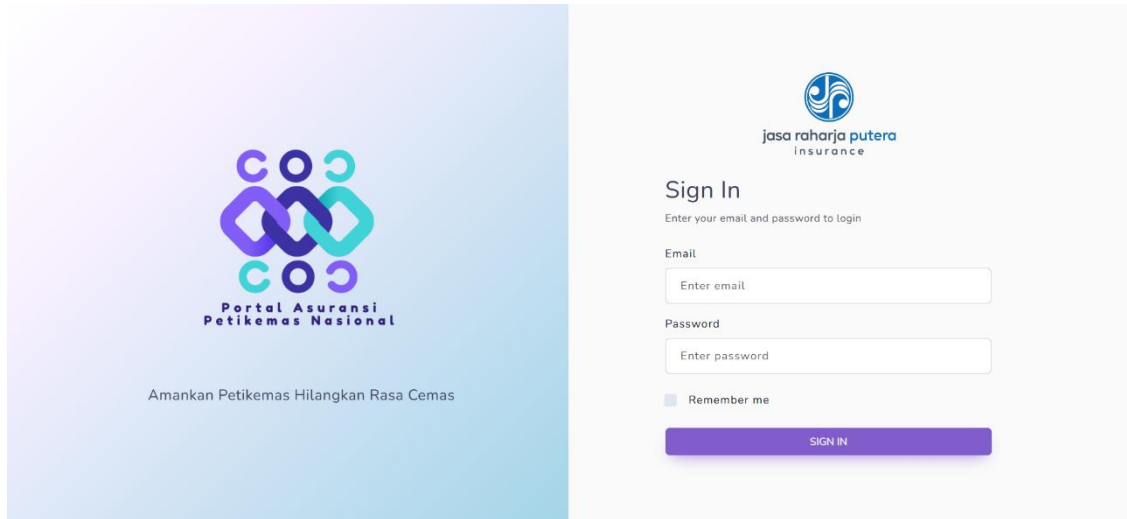 Portal Asuransi
Petikemas Nasional
Amankan Petikemas Hilangkan Rasa Cemas
jasa raharja putera
insurance
Sign In
Enter your email and password to login
Email
Enter email
Password
Enter password
Remember me
SIGN IN